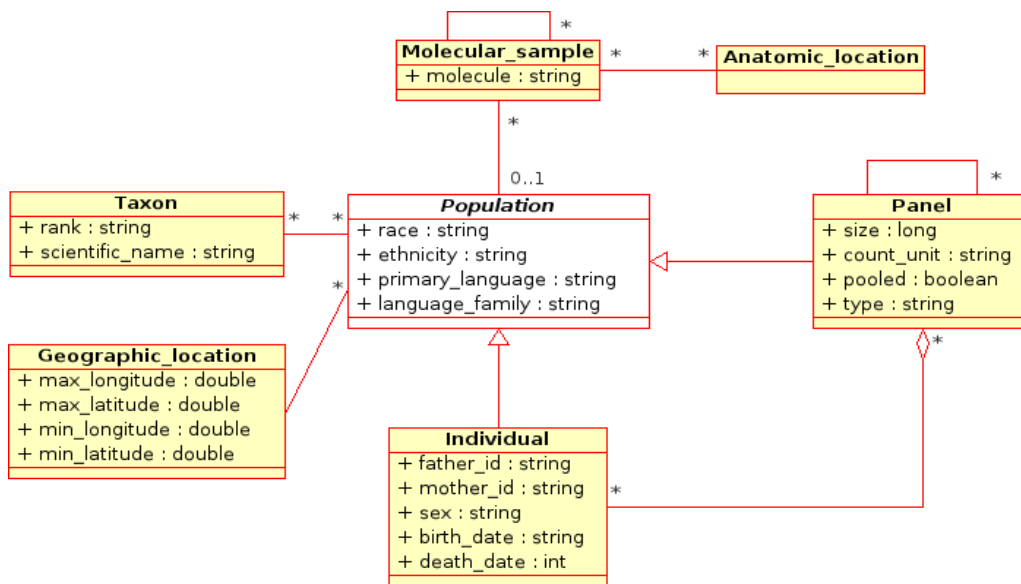 *
Molecular_sample
+ molecule : string
*
*
Anatomic_location
*
0..1
Taxon
+ rank : string
+ scientific_name : string
*
*
Population
+ race : string
+ ethnicity : string
+ primary_language : string
+ language_family : string
*
*
Panel
+ size : long
+ count_unit : string
+ pooled : boolean
+ type : string
*
Geographic_location
+ max_longitude : double
+ max_latitude : double
+ min_longitude : double
+ min_latitude : double
Individual
+ father_id : string
+ mother_id : string
+ sex : string
+ birth_date : string
+ death_date : int
*